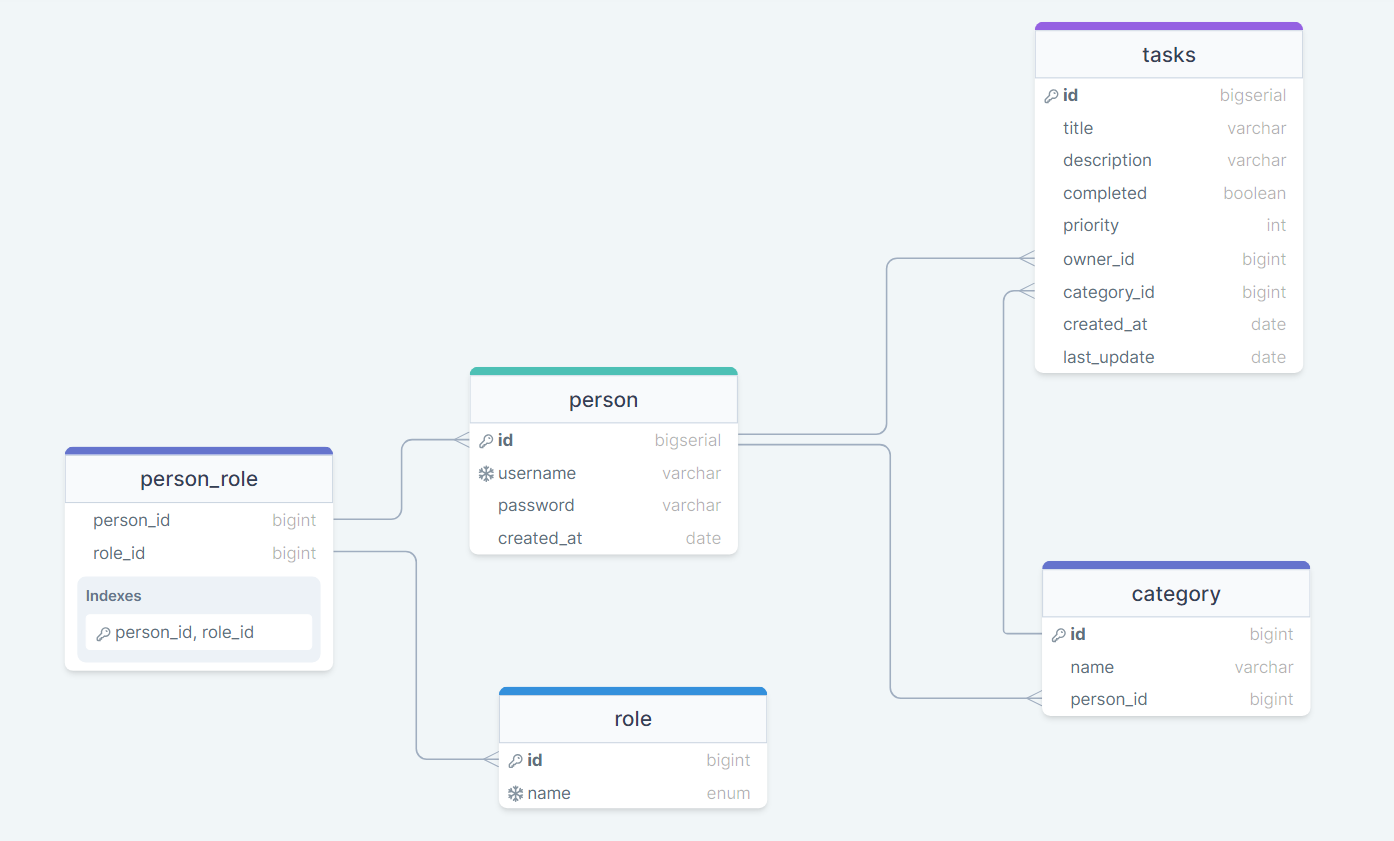 tasks
id bigserial
title varchar
description varchar
completed boolean
priority int
owner_id bigint
category_id bigint
created_at date
last_update date
person
id bigserial
username varchar
password varchar
created_at date
person_role
person_id bigint
role_id bigint
Indexes
person_id, role_id
category
id bigint
name varchar
person_id bigint
role
id bigint
name enum